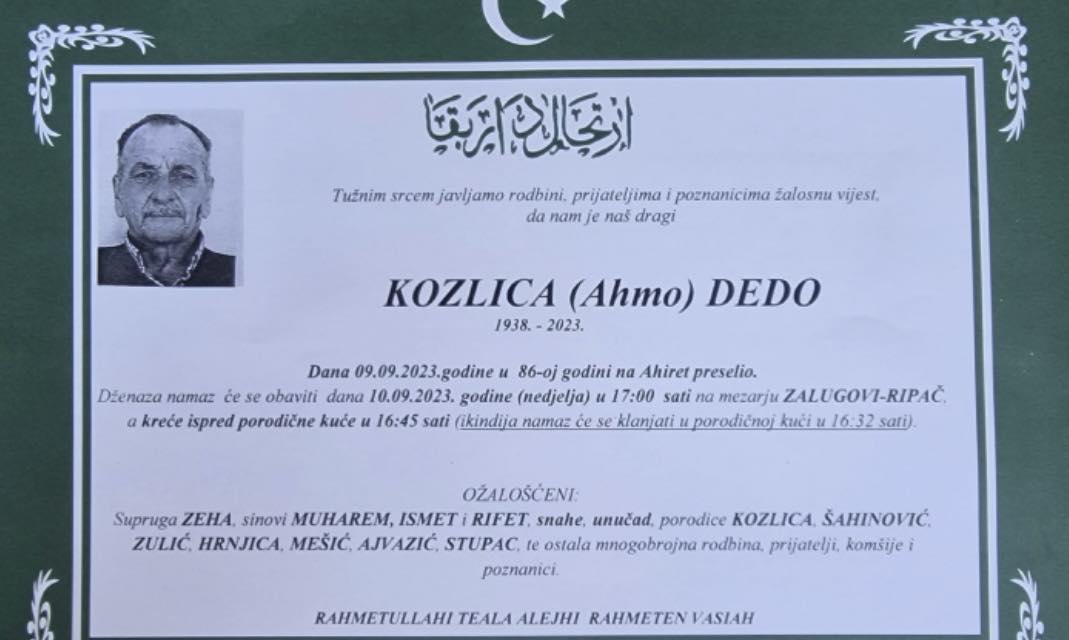 ارتحال دار بقا
Tužnim srcem javljamo rodbini, prijateljima i poznanicima žalosnu vijest,
da nam je naš dragi
KOZLICA (Ahmo) DEDO
1938. - 2023.
Dana 09.09.2023.godine u 86-oj godini na Ahiret preselio.
Dženaza namaz će se obaviti dana 10.09.2023. godine (nedjelja) u 17:00 sati na mezarju ZALUGOVI-RIPAČ,
a kreće ispred porodične kuće u 16:45 sati (ikindija namaz će se klanjati u porodičnoj kući u 16:32 sati).
OŽALOŠĆENI:
Supruga ZEHA, sinovi MUHAREM, ISMET i RIFET, snahe, unučad, porodice KOZLICA, ŠAHINOVIĆ,
ZULIĆ, HRNJICA, MEŠIĆ, AJVAZIĆ, STUPAC, te ostala mnogobrojna rodbina, prijatelji, komšije i
poznanici.
RAHMETULLAHI TEALA ALEJHI RAHMETEN VASIAH